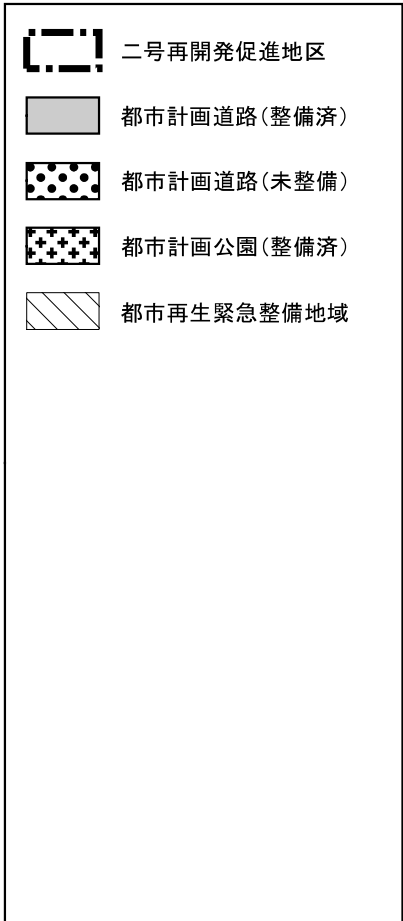 二号再開発促進地区
都市計画道路(整備済)
都市計画道路(未整備)
都市計画公園(整備済)
都市再生緊急整備地域